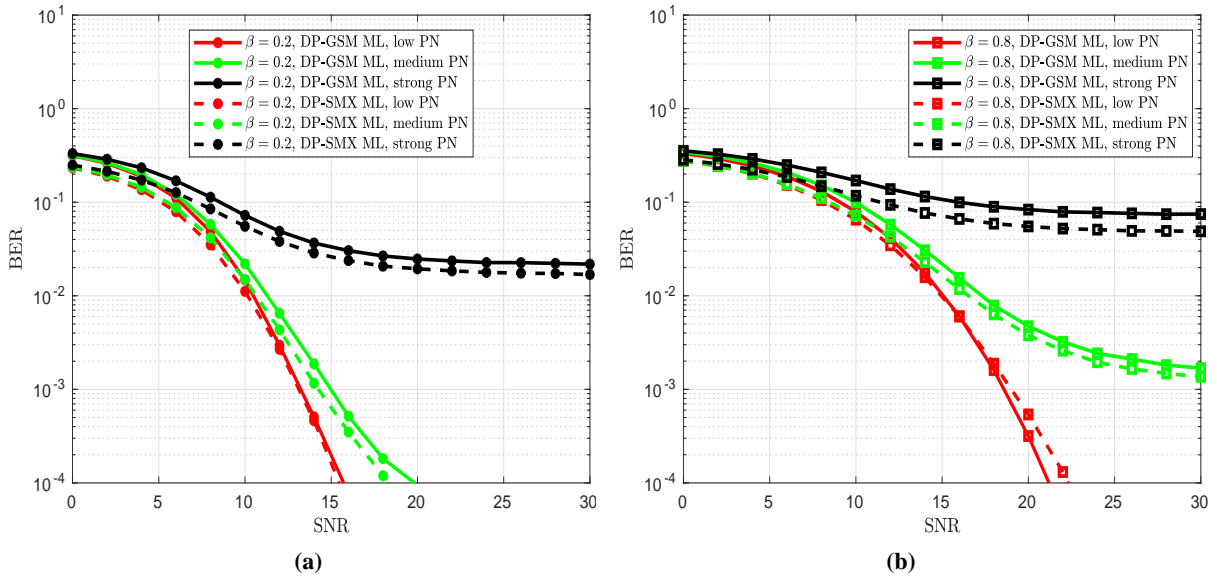 β = 0.2, DP-GSM ML, low PN
β = 0.2, DP-GSM ML, medium PN
β = 0.2, DP-GSM ML, strong PN
β = 0.2, DP-SMX ML, low PN
β = 0.2, DP-SMX ML, medium PN
β = 0.2, DP-SMX ML, strong PN
10^1
10^0
10^-1
10^-2
10^-3
10^-4
BER
0 5 10 15 20 25 30
SNR
(a)
β = 0.8, DP-GSM ML, low PN
β = 0.8, DP-GSM ML, medium PN
β = 0.8, DP-GSM ML, strong PN
β = 0.8, DP-SMX ML, low PN
β = 0.8, DP-SMX ML, medium PN
β = 0.8, DP-SMX ML, strong PN
10^1
10^0
10^-1
10^-2
10^-3
10^-4
BER
0 5 10 15 20 25 30
SNR
(b)